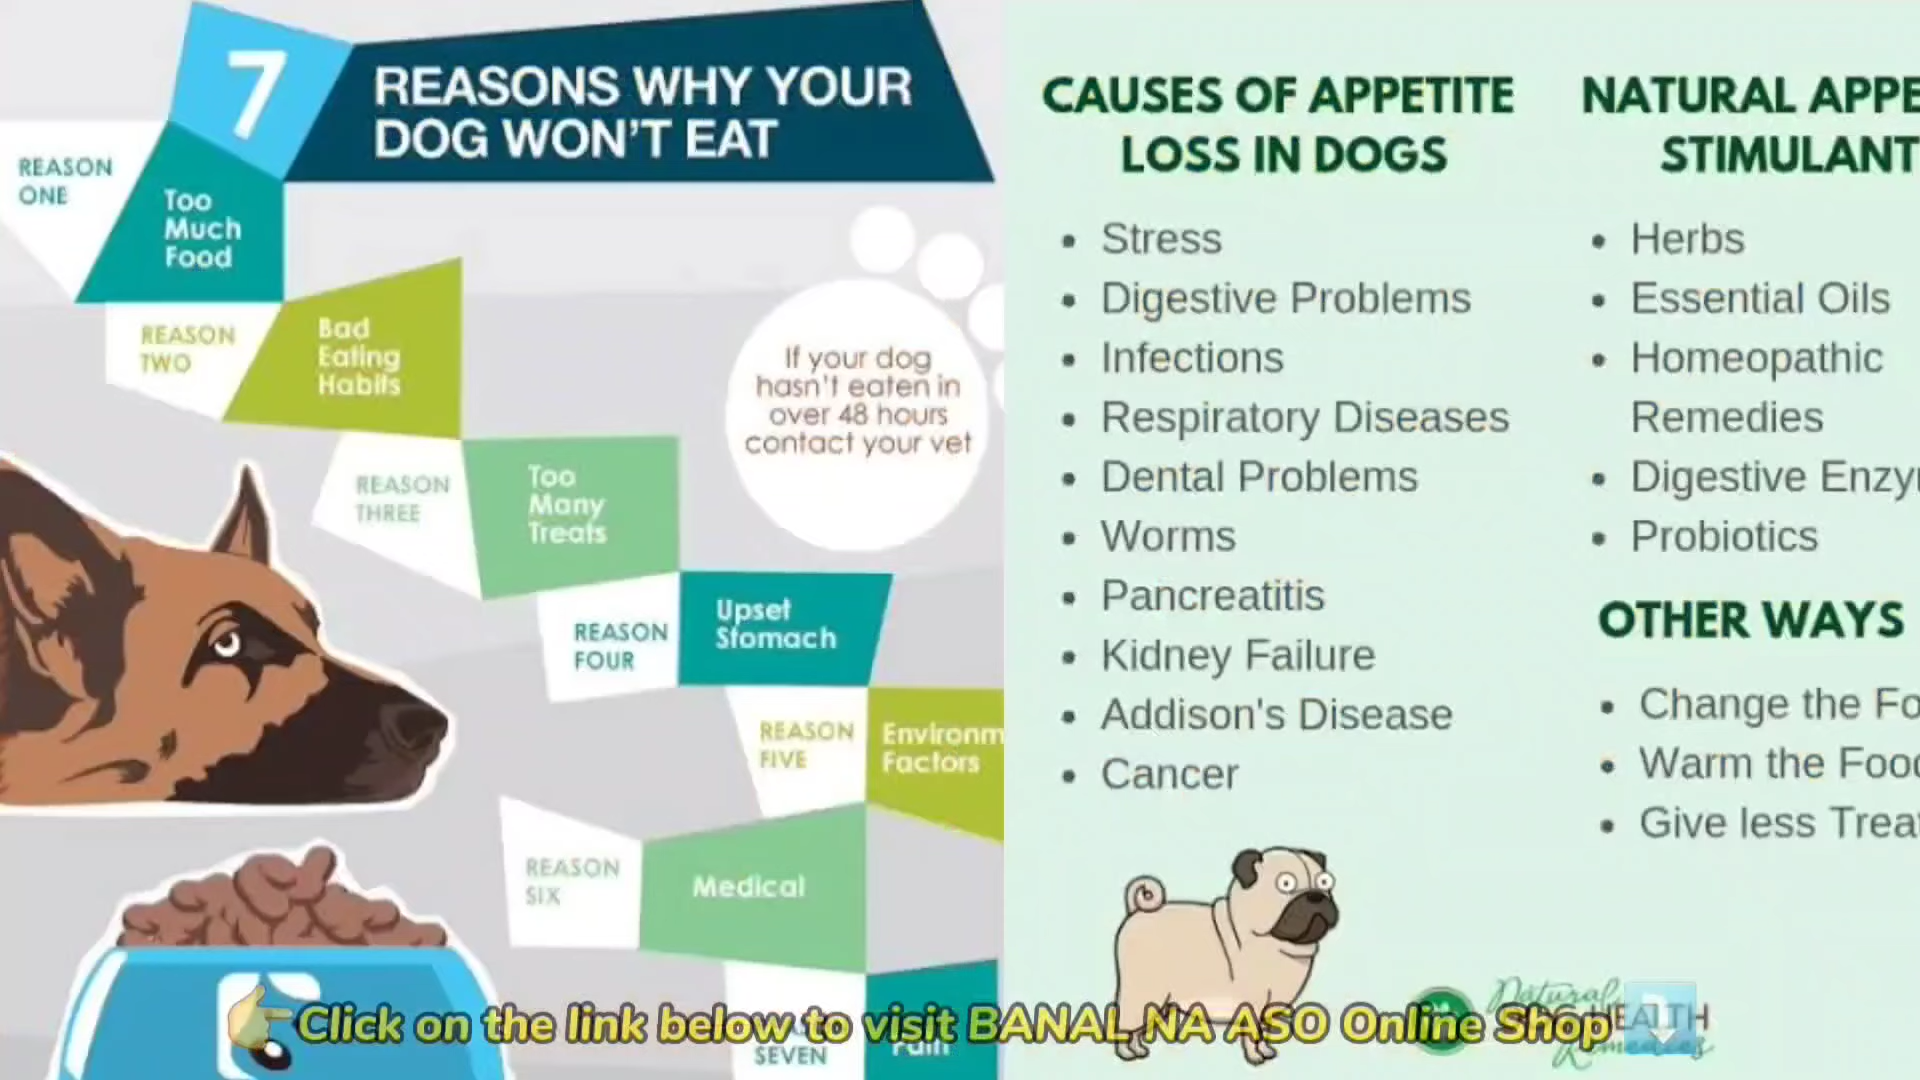 7
REASONS WHY YOUR
DOG WON'T EAT
REASON
ONE
Too
Much
Food
REASON
TWO
Bad
Eating
Habits
REASON
THREE
Too
Many
Treats
If your dog
hasn't eaten in
over 48 hours
contact your vet
REASON
FOUR
Upset
Stomach
REASON
FIVE
Environm
Factors
REASON
SIX
Medical
SEVEN
Pain
CAUSES OF APPETITE
LOSS IN DOGS
• Stress
• Digestive Problems
• Infections
• Respiratory Diseases
• Dental Problems
• Worms
• Pancreatitis
• Kidney Failure
• Addison's Disease
• Cancer
NATURAL APPE
STIMULANT
• Herbs
• Essential Oils
• Homeopathic
Remedies
• Digestive Enzy
• Probiotics
OTHER WAYS
• Change the Fo
• Warm the Food
• Give less Trea
Natural
HEALTH
Remedies
Click on the link below to visit BANAL NA ASO Online Shop